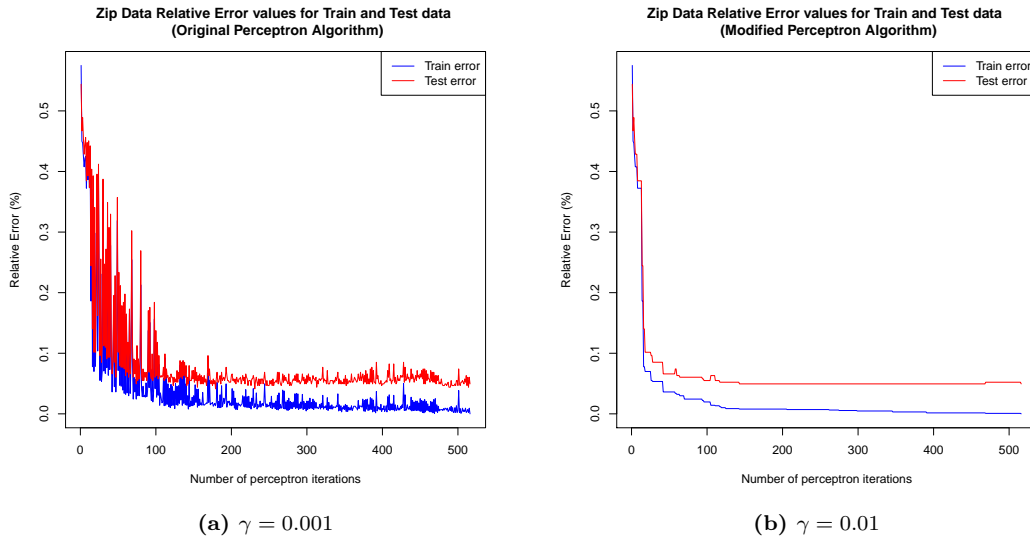 Zip Data Relative Error values for Train and Test data
(Original Perceptron Algorithm)
Train error
Test error
Relative Error (%)
0.5
0.4
0.3
0.2
0.1
0.0
0 100 200 300 400 500
Number of perceptron iterations
(a) γ = 0.001
Zip Data Relative Error values for Train and Test data
(Modified Perceptron Algorithm)
Train error
Test error
Relative Error (%)
0.5
0.4
0.3
0.2
0.1
0.0
0 100 200 300 400 500
Number of perceptron iterations
(b) γ = 0.01